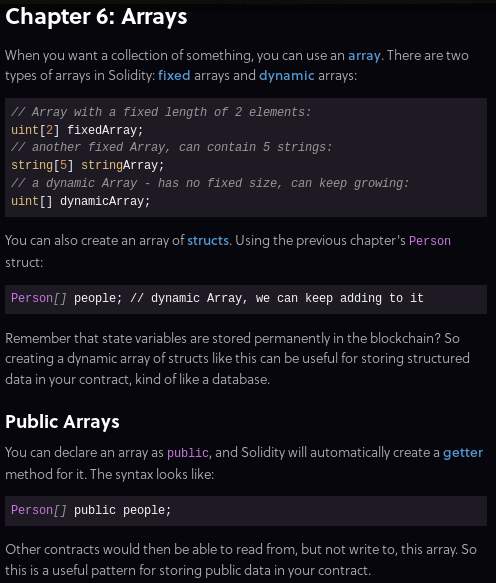 Chapter 6: Arrays
When you want a collection of something, you can use an array. There are two
types of arrays in Solidity: fixed arrays and dynamic arrays:
// Array with a fixed length of 2 elements:
uint[2] fixedArray;
// another fixed Array, can contain 5 strings:
string[5] stringArray;
// a dynamic Array - has no fixed size, can keep growing:
uint[] dynamicArray;
You can also create an array of structs. Using the previous chapter's Person
struct:
Person[] people; // dynamic Array, we can keep adding to it
Remember that state variables are stored permanently in the blockchain? So
creating a dynamic array of structs like this can be useful for storing structured
data in your contract, kind of like a database.
Public Arrays
You can declare an array as public, and Solidity will automatically create a getter
method for it. The syntax looks like:
Person[] public people;
Other contracts would then be able to read from, but not write to, this array. So
this is a useful pattern for storing public data in your contract.